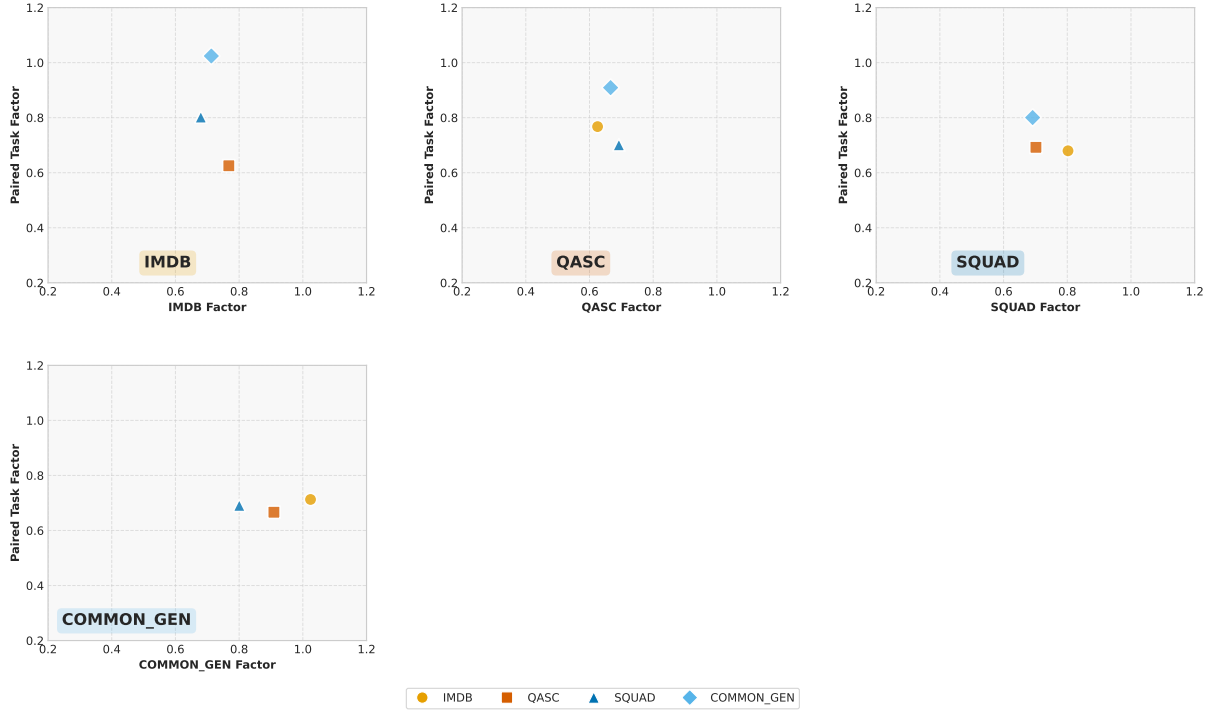 1.2
1.0
0.8
0.6
0.4
0.2
Paired Task Factor
IMDB
0.2 0.4 0.6 0.8 1.0 1.2
IMDB Factor
1.2
1.0
0.8
0.6
0.4
0.2
Paired Task Factor
QASC
0.2 0.4 0.6 0.8 1.0 1.2
QASC Factor
1.2
1.0
0.8
0.6
0.4
0.2
Paired Task Factor
SQUAD
0.2 0.4 0.6 0.8 1.0 1.2
SQUAD Factor
1.2
1.0
0.8
0.6
0.4
0.2
Paired Task Factor
COMMON_GEN
0.2 0.4 0.6 0.8 1.0 1.2
COMMON_GEN Factor
IMDB QASC SQUAD COMMON_GEN